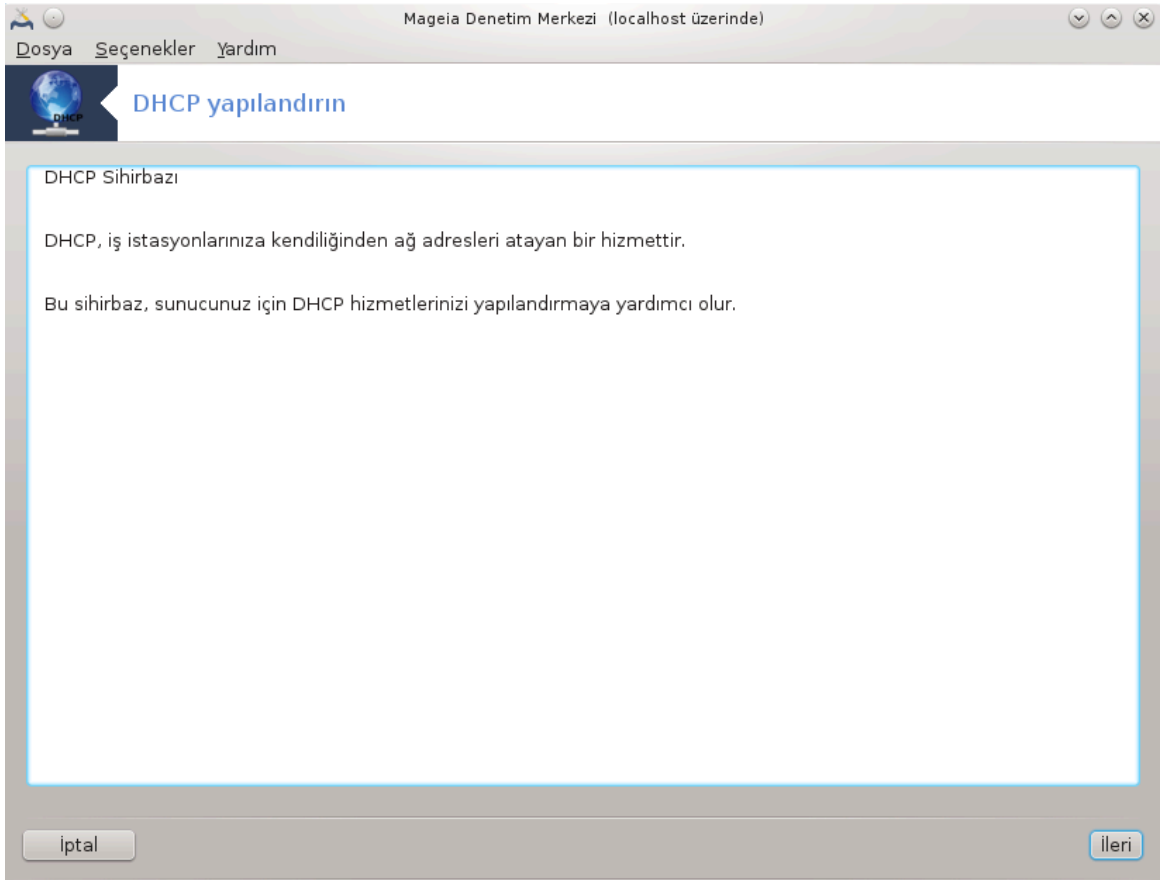 Mageia Denetim Merkezi (localhost üzerinde)
Dosya Seçenekler Yardım
DHCP
DHCP yapılandırın
DHCP Sihirbazı
DHCP, iş istasyonlarınıza kendiliğinden ağ adresleri atayan bir hizmettir.
Bu sihirbaz, sunucunuz için DHCP hizmetlerinizi yapılandırmaya yardımcı olur.
İptal
İleri